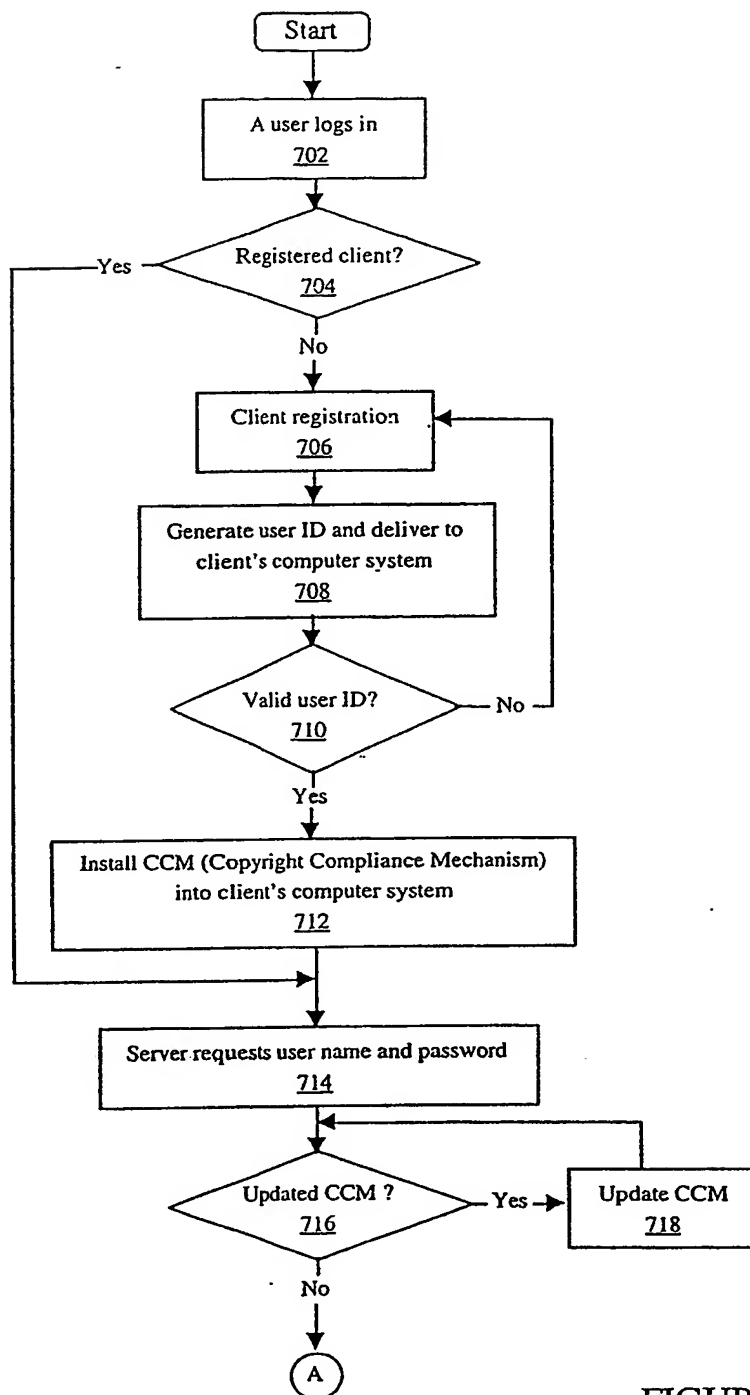 Start
A user logs in
702
Registered client?
704
Yes
No
Client registration
706
Generate user ID and deliver to
client's computer system
708
Valid user ID?
710
No
Yes
Install CCM (Copyright Compliance Mechanism)
into client's computer system
712
Server requests user name and password
714
Updated CCM ?
716
Yes
Update CCM
718
No
A